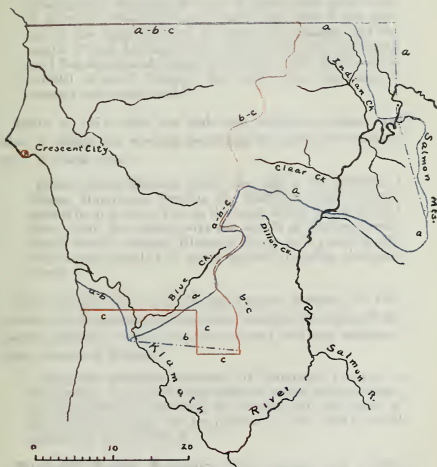 a-b-c
a
a
Indian Ck
b-c
Crescent City
Clear Ck
Salmon Mts.
a
a-b-c
Dillon Ck.
a
Blue Ck.
a-b
a
b-c
c
c
b
c
Klamath River
Salmon R.
0 10 20